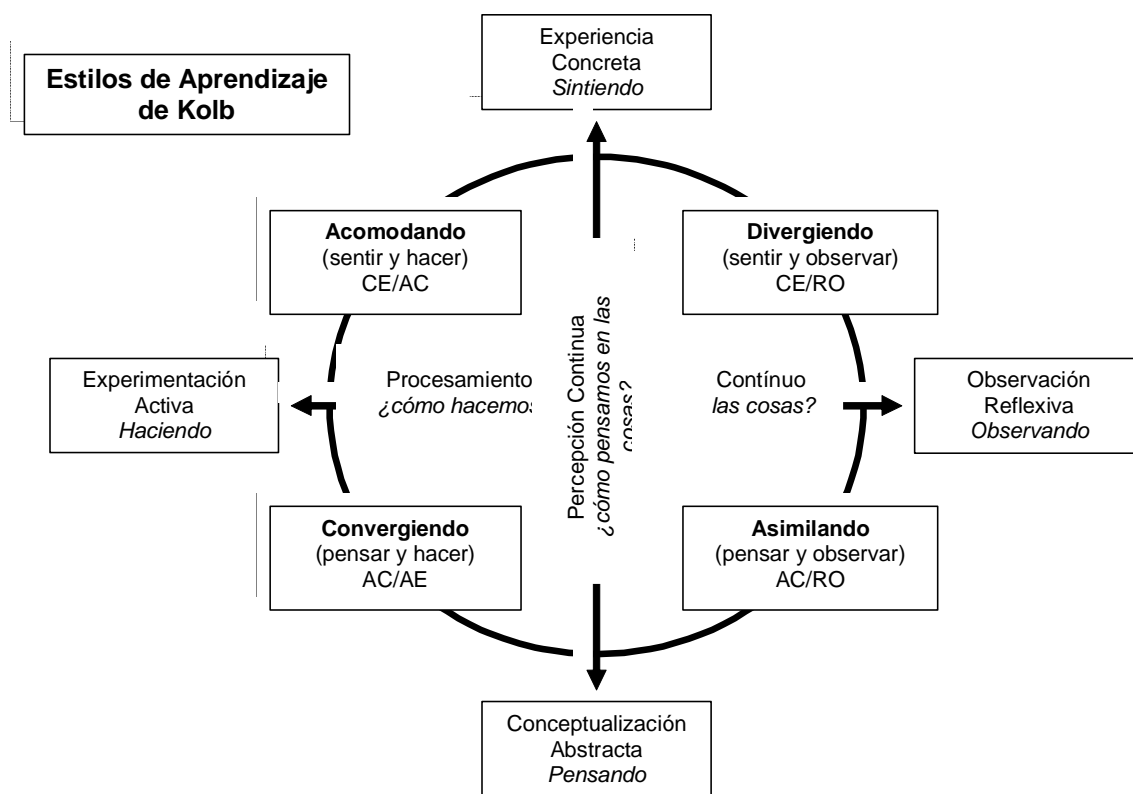 Experiencia
Concreta
Sintiendo
Estilos de Aprendizaje
de Kolb
Acomodando
(sentir y hacer)
CE/AC
Divergiendo
(sentir y observar)
CE/RO
Experimentación
Activa
Haciendo
Procesamiento
¿cómo hacemos
Percepción Continua
¿cómo pensamos en las
cosas?
Contínuo
las cosas?
Observación
Reflexiva
Observando
Convergiendo
(pensar y hacer)
AC/AE
Asimilando
(pensar y observar)
AC/RO
Conceptualización
Abstracta
Pensando